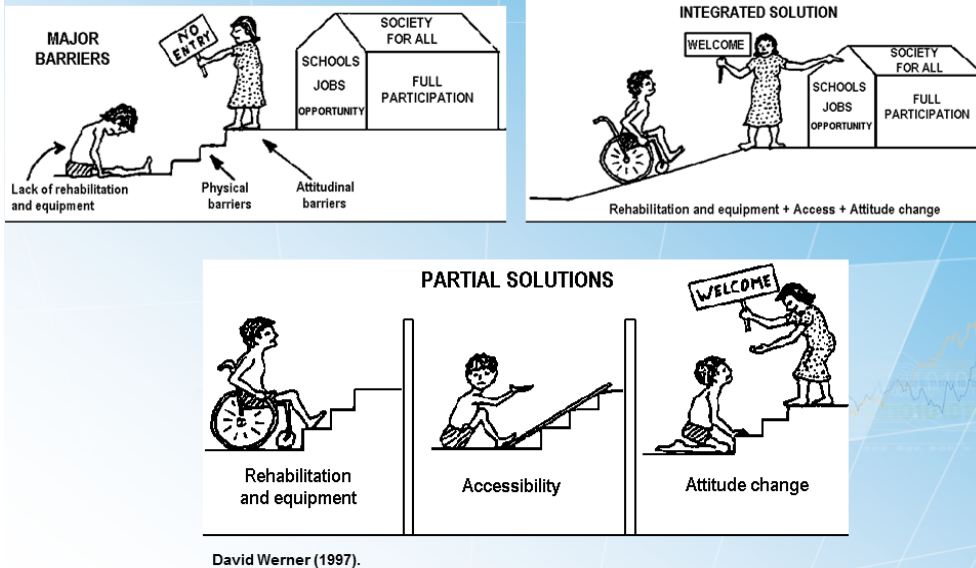 MAJOR
BARRIERS
NO
ENTRY
SOCIETY
FOR ALL
SCHOOLS
JOBS
OPPORTUNITY
FULL
PARTICIPATION
Lack of rehabilitation
and equipment
Physical
barriers
Attitudinal
barriers
INTEGRATED SOLUTION
WELCOME
SOCIETY
FOR ALL
SCHOOLS
JOBS
OPPORTUNITY
FULL
PARTICIPATION
Rehabilitation and equipment + Access + Attitude change
PARTIAL SOLUTIONS
WELCOME
Rehabilitation
and equipment
Accessibility
Attitude change
David Werner (1997).